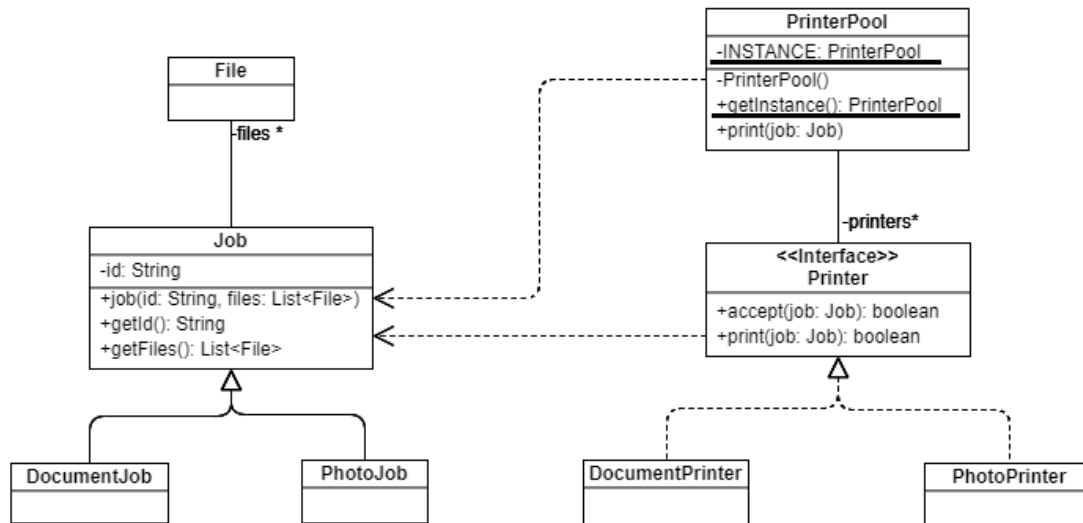 PrinterPool
-INSTANCE: PrinterPool
-PrinterPool()
+getInstance(): PrinterPool
+print(job: Job)
File
-files *
-printers*
Job
-id: String
+job(id: String, files: List<File>)
+getId(): String
+getFiles(): List<File>
<<Interface>>
Printer
+accept(job: Job): boolean
+print(job: Job): boolean
DocumentJob
PhotoJob
DocumentPrinter
PhotoPrinter